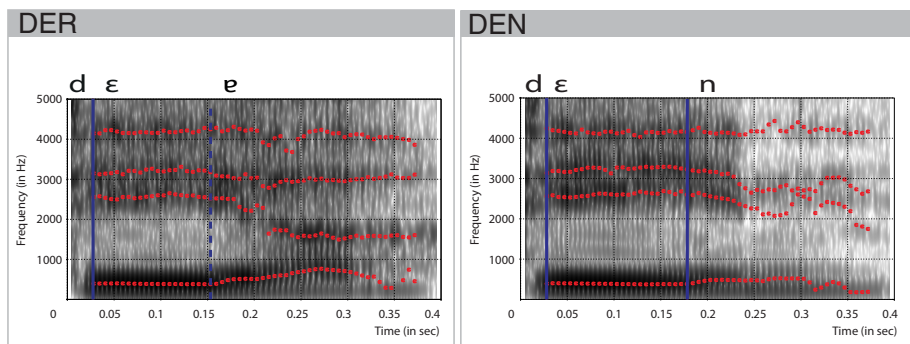 DER
d ɛ ɐ
5000
4000
3000
2000
1000
Frequency (in Hz)
0 0.05 0.1 0.15 0.2 0.25 0.3 0.35 0.4
Time (in sec)
DEN
d ɛ n
5000
4000
3000
2000
1000
Frequency (in Hz)
0 0.05 0.1 0.15 0.2 0.25 0.3 0.35 0.4
Time (in sec)